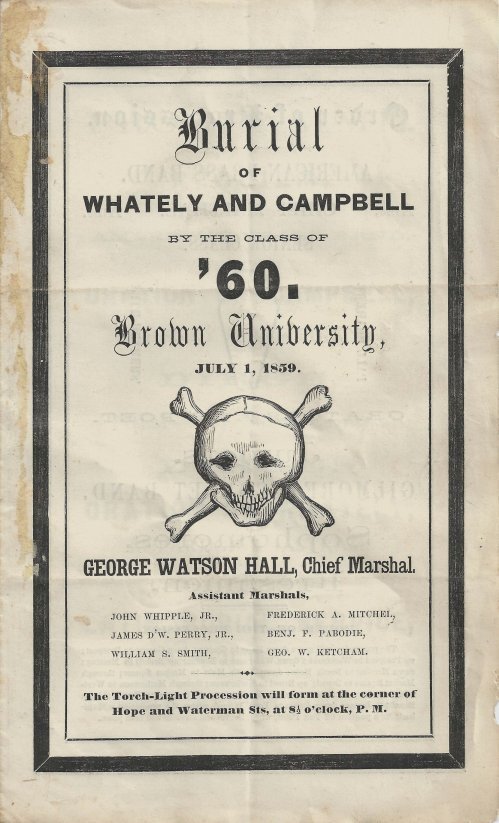 Burial
OF
WHATELY AND CAMPBELL
BY THE CLASS OF
’60.
Brown University,
JULY 1, 1859.
GEORGE WATSON HALL, Chief Marshal.
Assistant Marshals,
JOHN WHIPPLE, JR., FREDERICK A. MITCHEL,
JAMES D'W. PERRY, JR., BENJ. F. PABODIE,
WILLIAM S. SMITH, GEO. W. KETCHAM.
The Torch-Light Procession will form at the corner of
Hope and Waterman Sts, at 8½ o'clock, P. M.